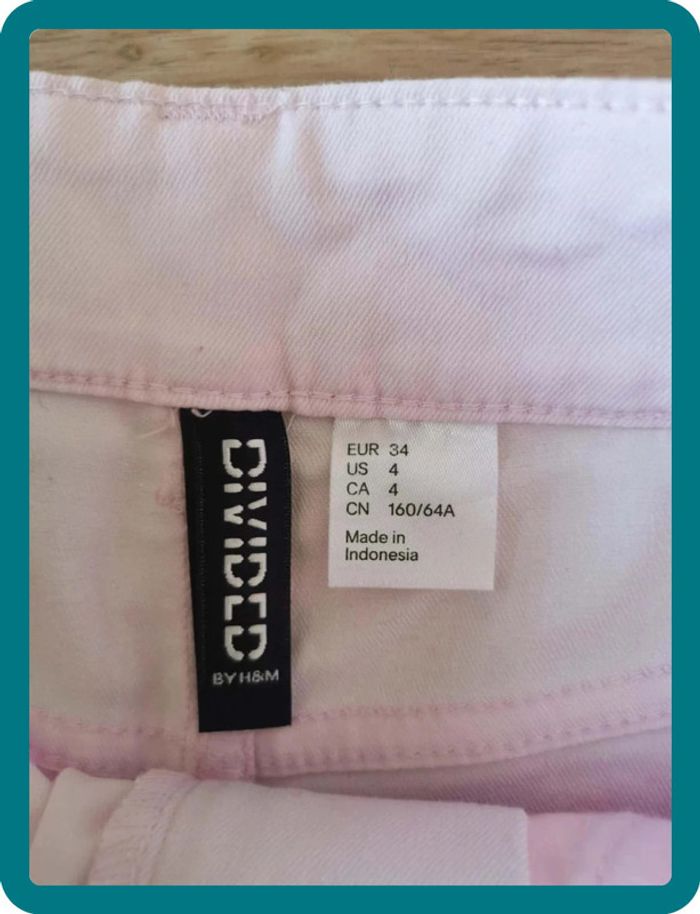 DIVIDED
BY H&M
EUR 34
US 4
CA 4
CN 160/64A
Made in
Indonesia